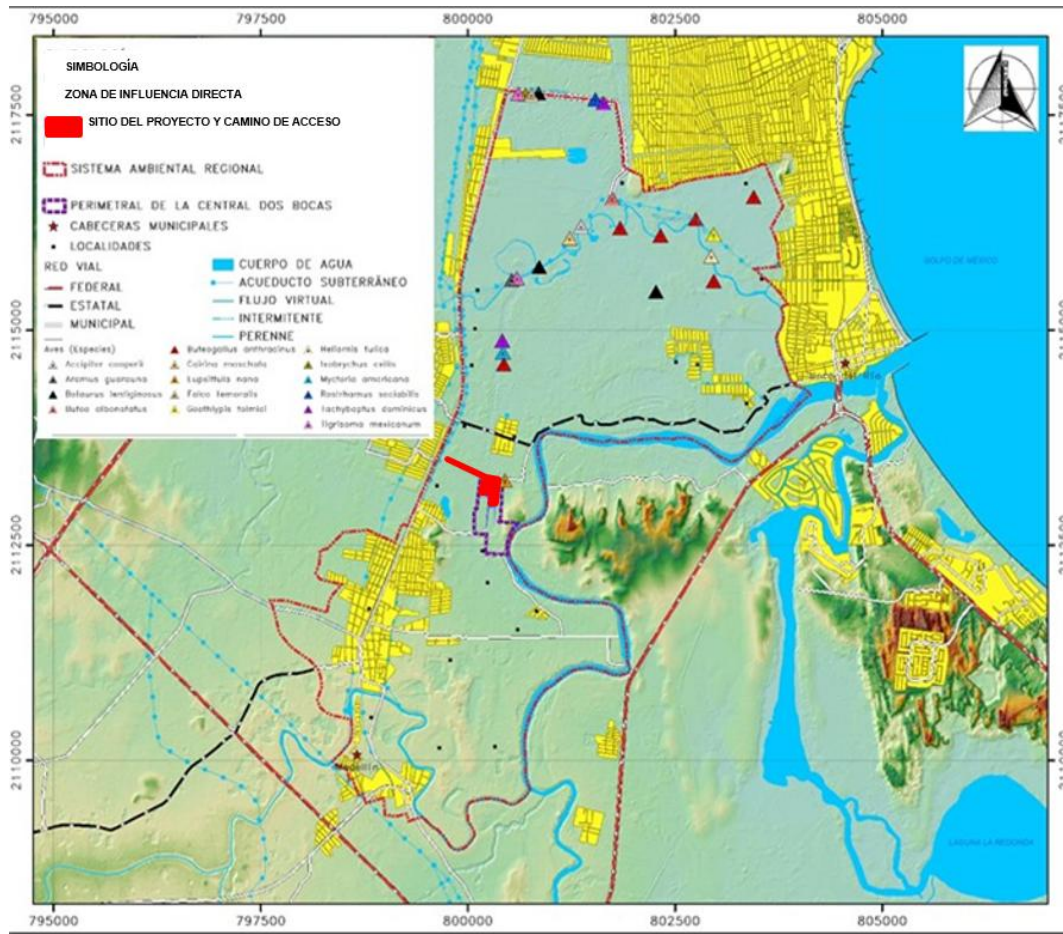 795000 797500 800000 802500 805000
SIMBOLOGÍA
ZONA DE INFLUENCIA DIRECTA
SITIO DEL PROYECTO Y CAMINO DE ACCESO
SISTEMA AMBIENTAL REGIONAL
PERIMETRAL DE LA CENTRAL DOS BOCAS
CABECERAS MUNICIPALES
LOCALIDADES
RED VIAL
FEDERAL
ESTATAL
MUNICIPAL
CUERPO DE AGUA
ACUEDUCTO SUBTERRÁNEO
FLUJO VIRTUAL
INTERMITENTE
PERENNE
Aves (Especies)
Accipiter cooperii
Aramus guarauna
Botaurus lentiginosus
Buteo albonotatus
Buteogallus anthracinus
Cairina moschata
Falco femoralis
Heliornis fulica
Ixobrychus exilis
Mycteria americana
Rostrhamus sociabilis
Tachybaptus dominicus
Tigrisoma mexicanum
2117500
2117500
2115000
2112500
2110000
GOLFO DE MÉXICO
Medellín
LAGUNA LA REDONDA
795000 797500 800000 802500 805000